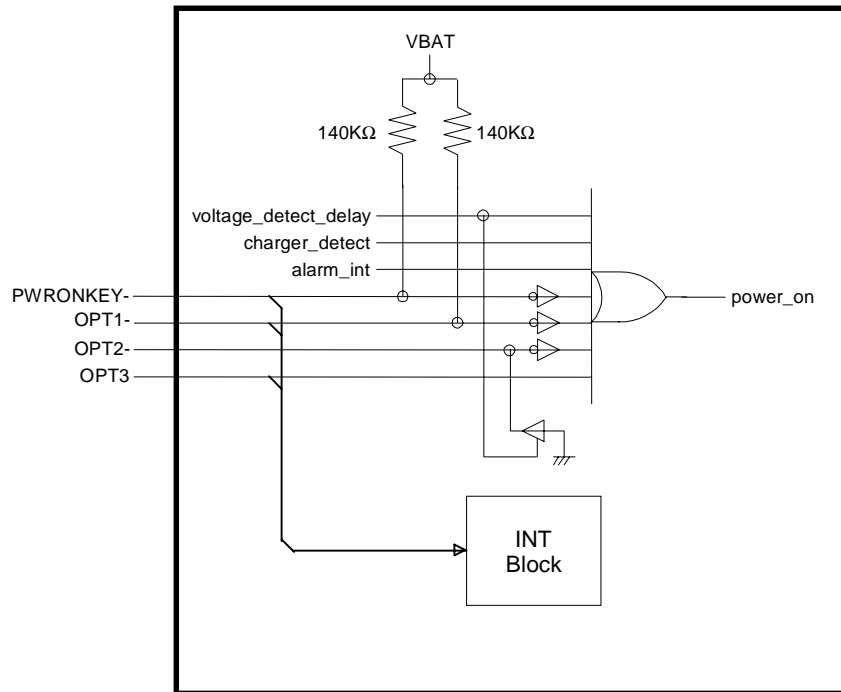 VBAT
140KΩ 140KΩ
voltage_detect_delay
charger_detect
alarm_int
PWRONKEY-
power_on
OPT1-
OPT2-
OPT3
INT
Block